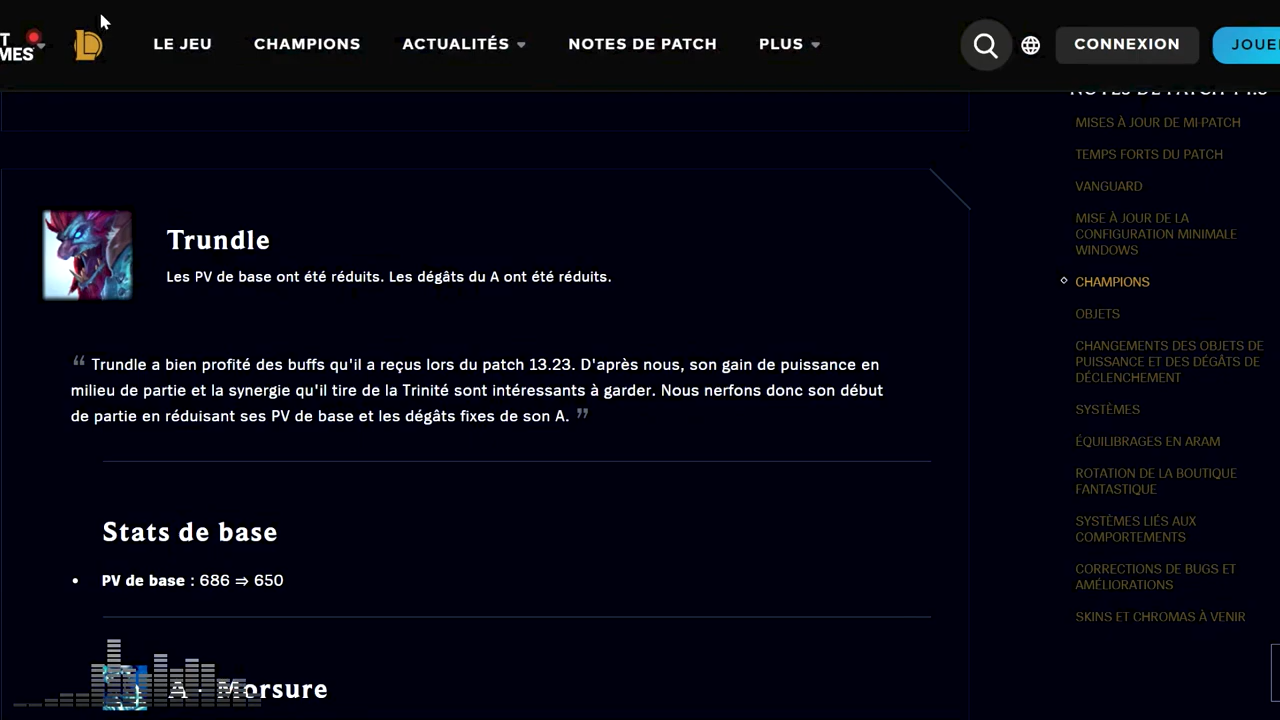 T
MES
LE JEU
CHAMPIONS
ACTUALITÉS
NOTES DE PATCH
PLUS
CONNEXION
JOUE
MISES À JOUR DE MI-PATCH
TEMPS FORTS DU PATCH
VANGUARD
MISE À JOUR DE LA
CONFIGURATION MINIMALE
WINDOWS
CHAMPIONS
OBJETS
CHANGEMENTS DES OBJETS DE
PUISSANCE ET DES DÉGÂTS DE
DÉCLENCHEMENT
SYSTÈMES
ÉQUILIBRAGES EN ARAM
ROTATION DE LA BOUTIQUE
FANTASTIQUE
SYSTÈMES LIÉS AUX
COMPORTEMENTS
CORRECTIONS DE BUGS ET
AMÉLIORATIONS
SKINS ET CHROMAS À VENIR
Trundle
Les PV de base ont été réduits. Les dégâts du A ont été réduits.
“ Trundle a bien profité des buffs qu'il a reçus lors du patch 13.23. D'après nous, son gain de puissance en
milieu de partie et la synergie qu'il tire de la Trinité sont intéressants à garder. Nous nerfons donc son début
de partie en réduisant ses PV de base et les dégâts fixes de son A. ”
Stats de base
• PV de base : 686 ⇒ 650
A · Morsure